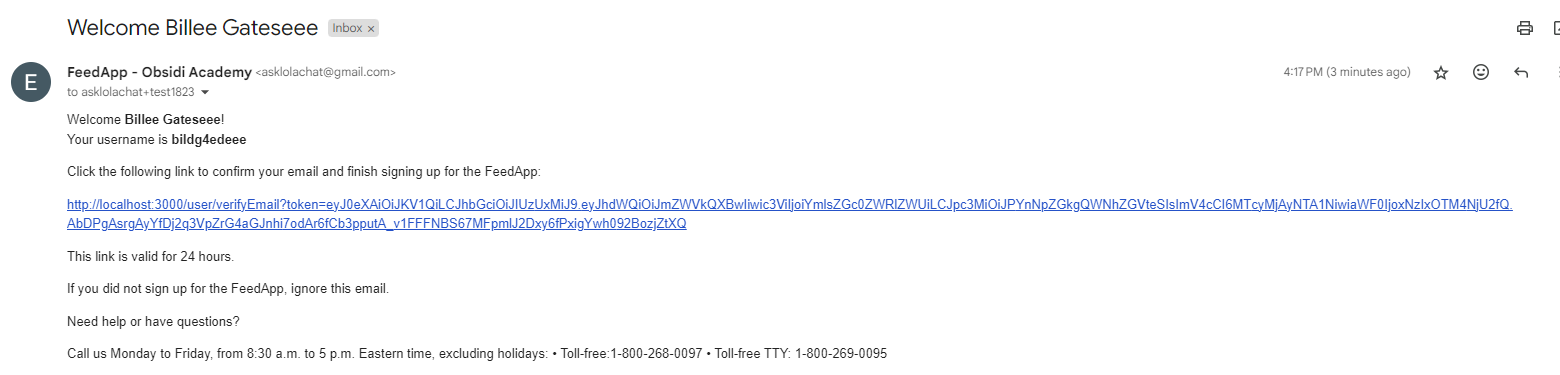 Welcome Billee Gateseee Inbox ×
E
FeedApp - Obsidi Academy <asklolachat@gmail.com> 4:17 PM (3 minutes ago)
to asklolachat+test1823
Welcome Billee Gateseee!
Your username is bildg4edeee
Click the following link to confirm your email and finish signing up for the FeedApp:
http://localhost:3000/user/verifyEmail?token=eyJ0eXAiOiJKV1QiLCJhbGciOiJIUzUxMiJ9.eyJhdWQiOiJmZWVkQXBwIiwic3ViIjoiYmlsZGc0ZWRlZWUiLCJpc3MiOiJPYnNpZGkgQWNhZGVteSIsImV4cCI6MTcyMjAyNTA1NiwiaWF0IjoxNzIxOTM4NjU2fQ.
AbDPgAsrgAyYfDj2q3VpZrG4aGJnhi7odAr6fCb3pputA_v1FFFNBS67MFpmlJ2Dxy6fPxigYwh092BozjZtXQ
This link is valid for 24 hours.
If you did not sign up for the FeedApp, ignore this email.
Need help or have questions?
Call us Monday to Friday, from 8:30 a.m. to 5 p.m. Eastern time, excluding holidays: • Toll-free:1-800-268-0097 • Toll-free TTY: 1-800-269-0095